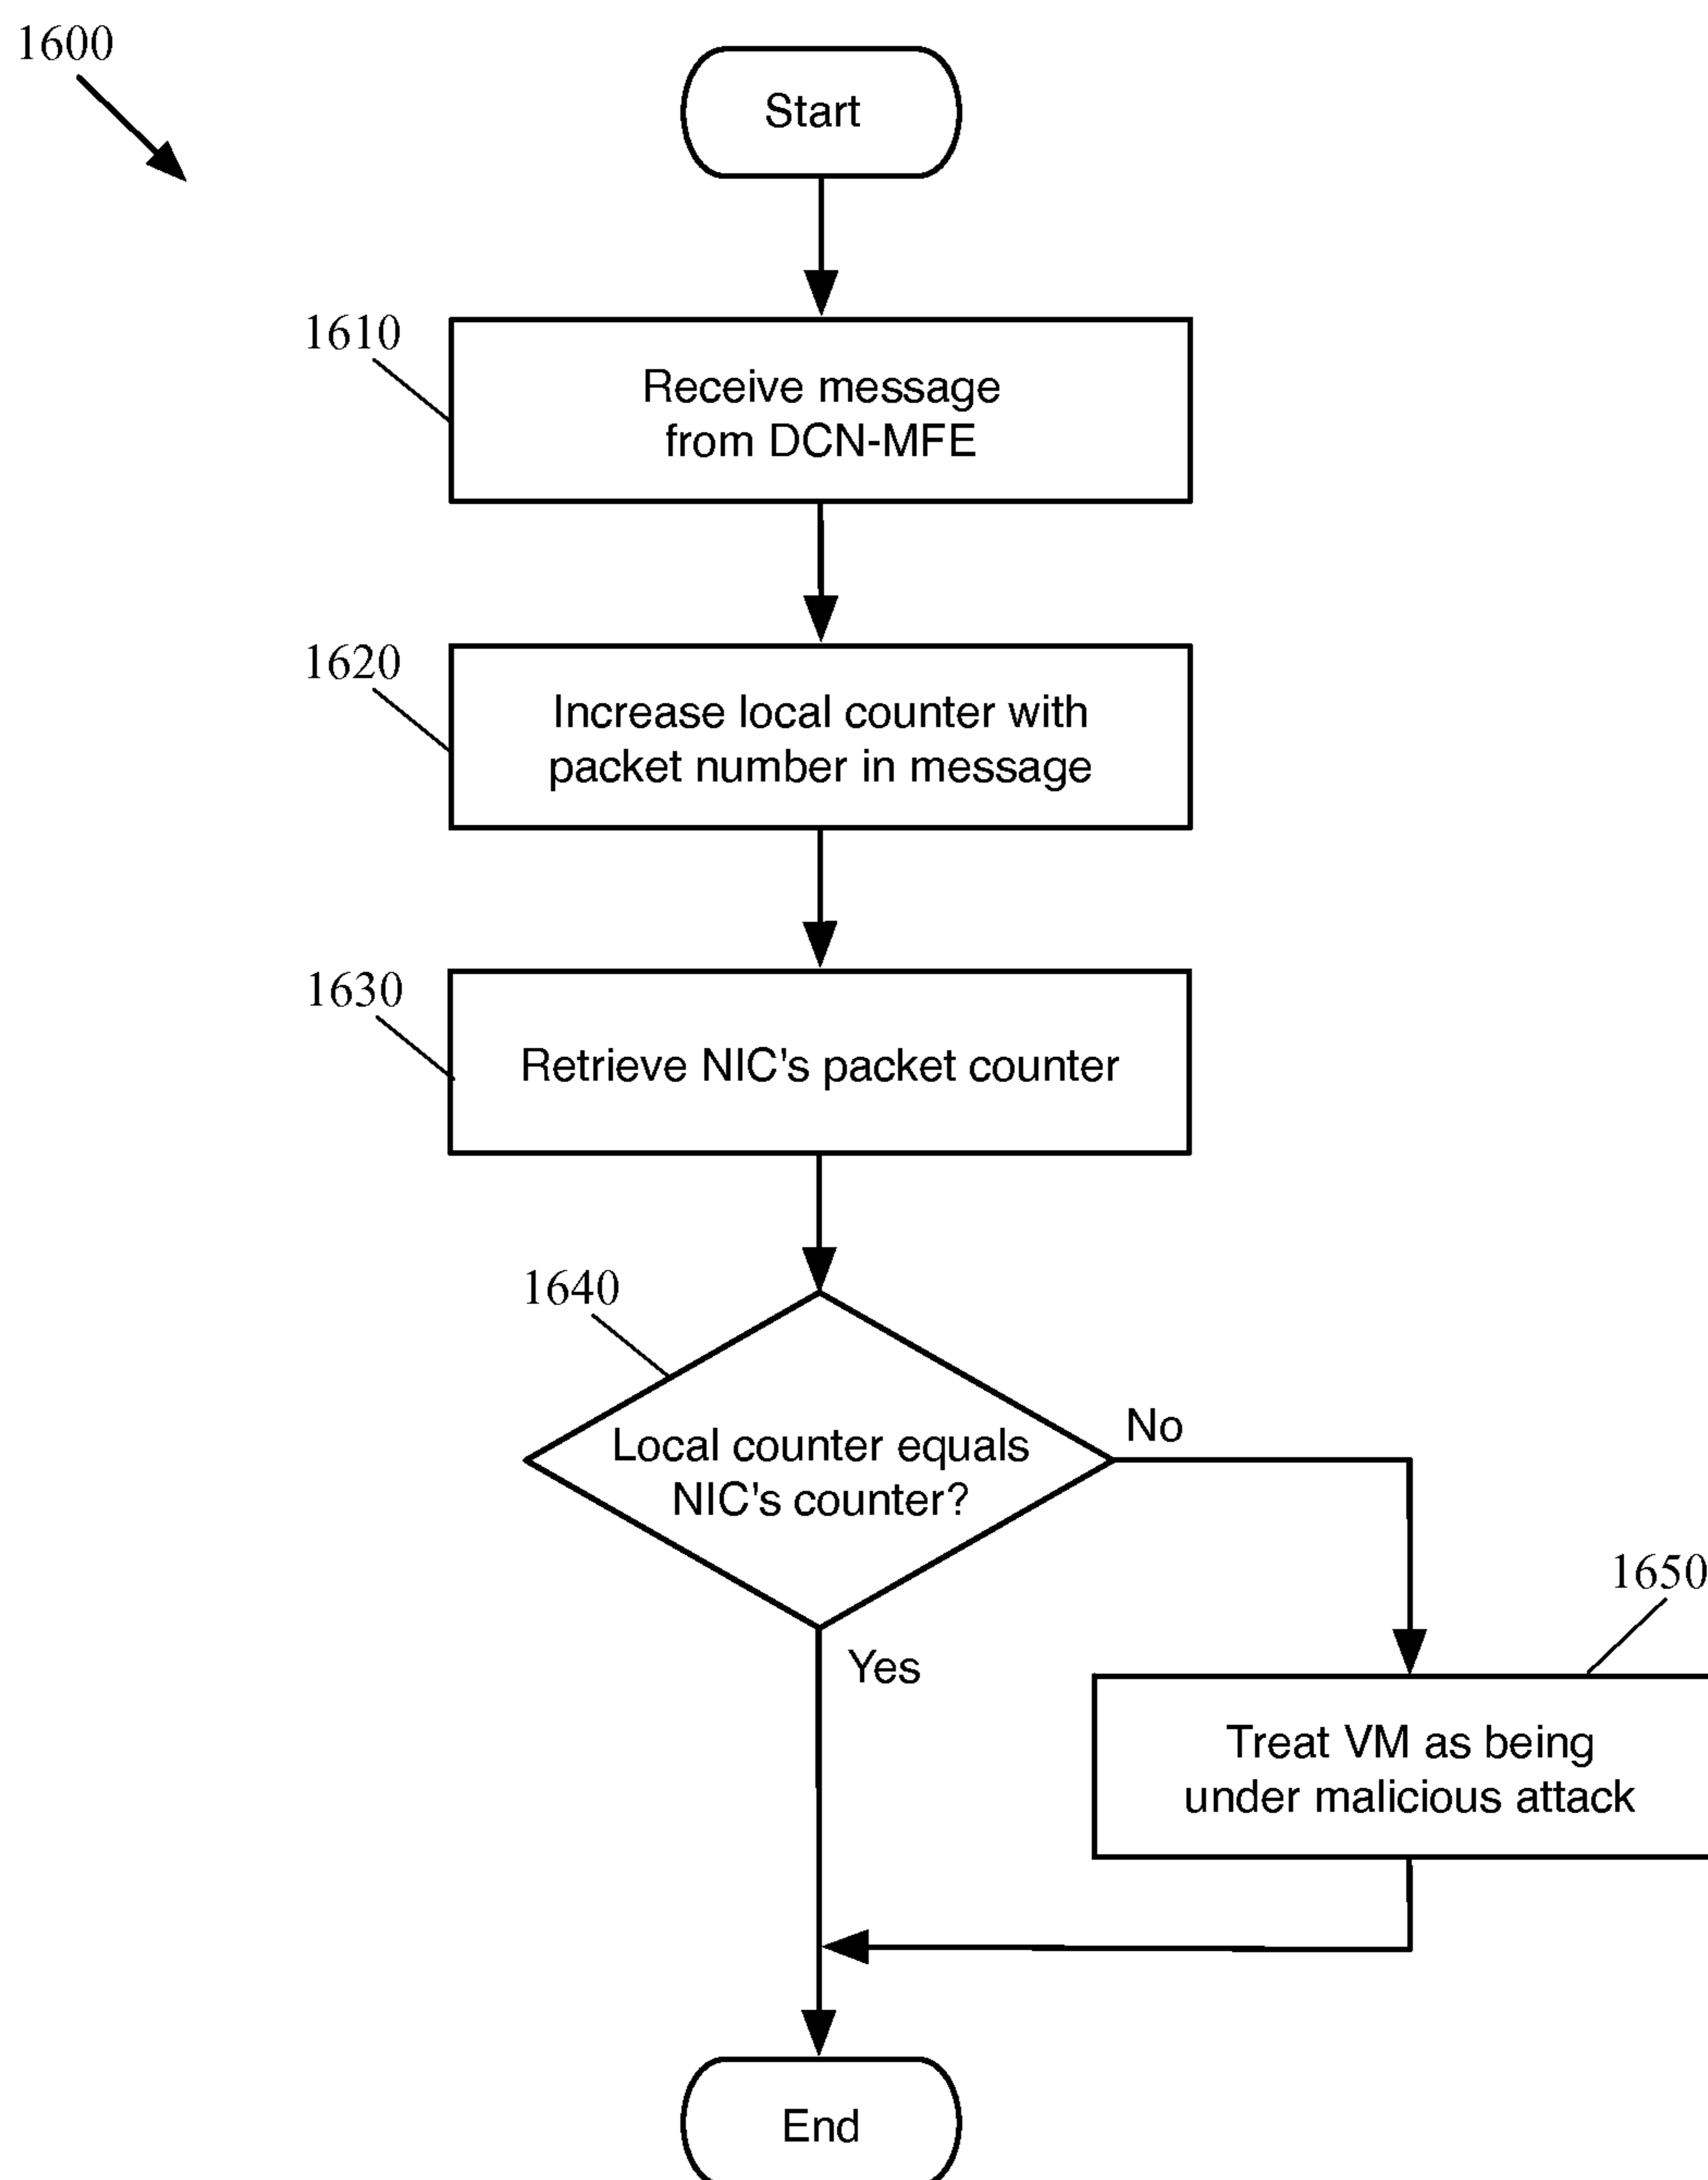 1600
Start
1610
Receive message
from DCN-MFE
1620
Increase local counter with
packet number in message
1630
Retrieve NIC's packet counter
1640
Local counter equals
NIC's counter?
No
Yes
1650
Treat VM as being
under malicious attack
End